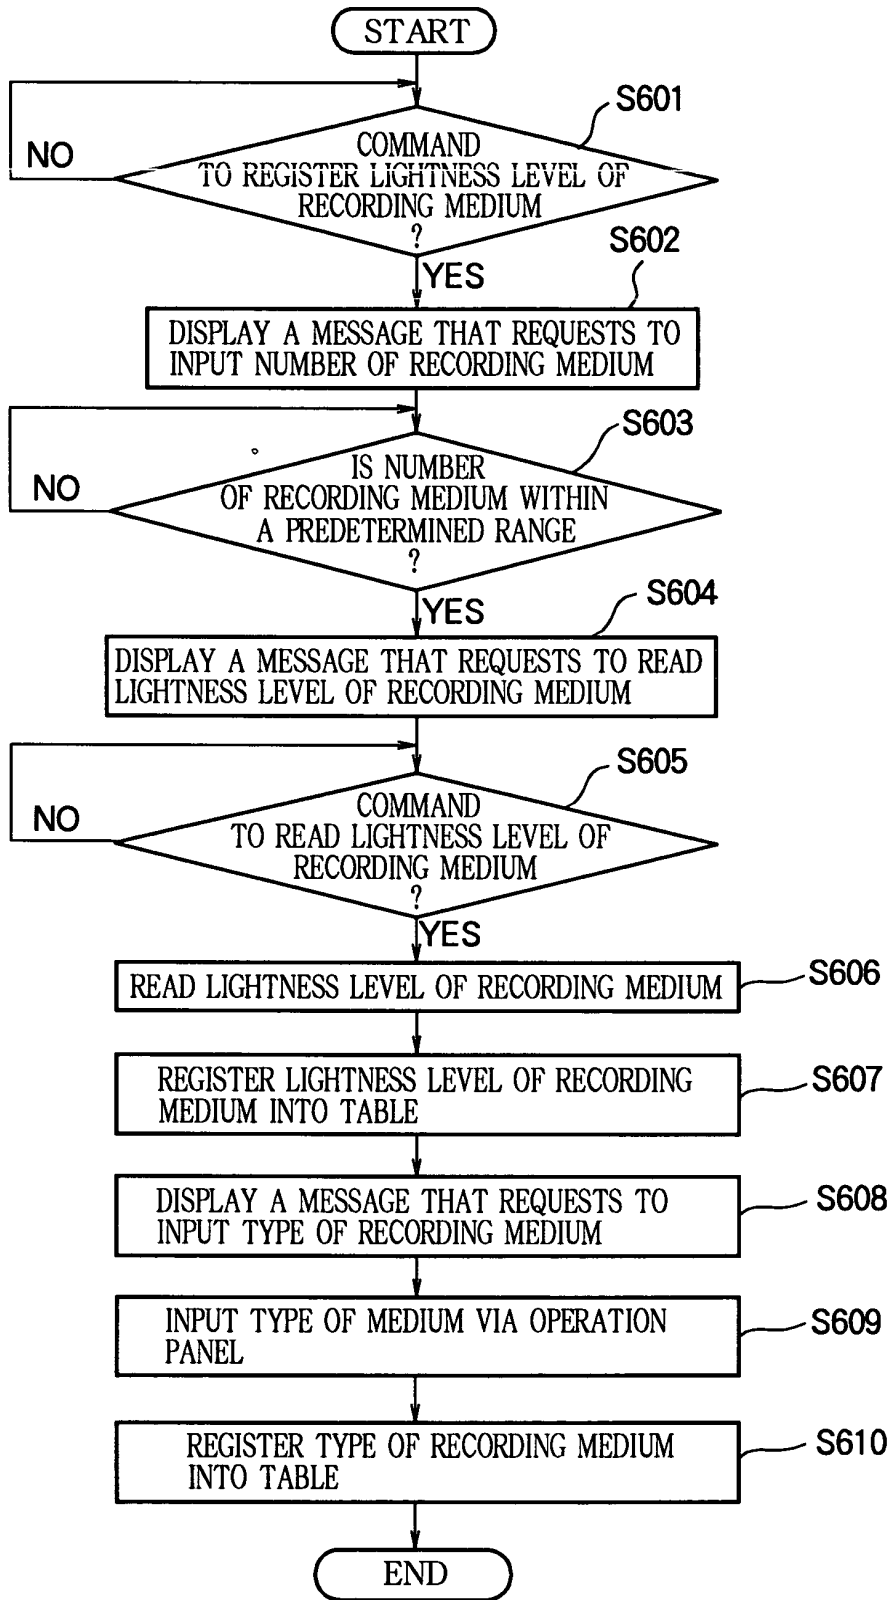 START
S601
NO
COMMAND
TO REGISTER LIGHTNESS LEVEL OF
RECORDING MEDIUM
?
YES
S602
DISPLAY A MESSAGE THAT REQUESTS TO
INPUT NUMBER OF RECORDING MEDIUM
S603
NO
IS NUMBER
OF RECORDING MEDIUM WITHIN
A PREDETERMINED RANGE
?
YES
S604
DISPLAY A MESSAGE THAT REQUESTS TO READ
LIGHTNESS LEVEL OF RECORDING MEDIUM
S605
NO
COMMAND
TO READ LIGHTNESS LEVEL OF
RECORDING MEDIUM
?
YES
READ LIGHTNESS LEVEL OF RECORDING MEDIUM
S606
REGISTER LIGHTNESS LEVEL OF RECORDING
MEDIUM INTO TABLE
S607
DISPLAY A MESSAGE THAT REQUESTS TO
INPUT TYPE OF RECORDING MEDIUM
S608
INPUT TYPE OF MEDIUM VIA OPERATION
PANEL
S609
REGISTER TYPE OF RECORDING MEDIUM
INTO TABLE
S610
END